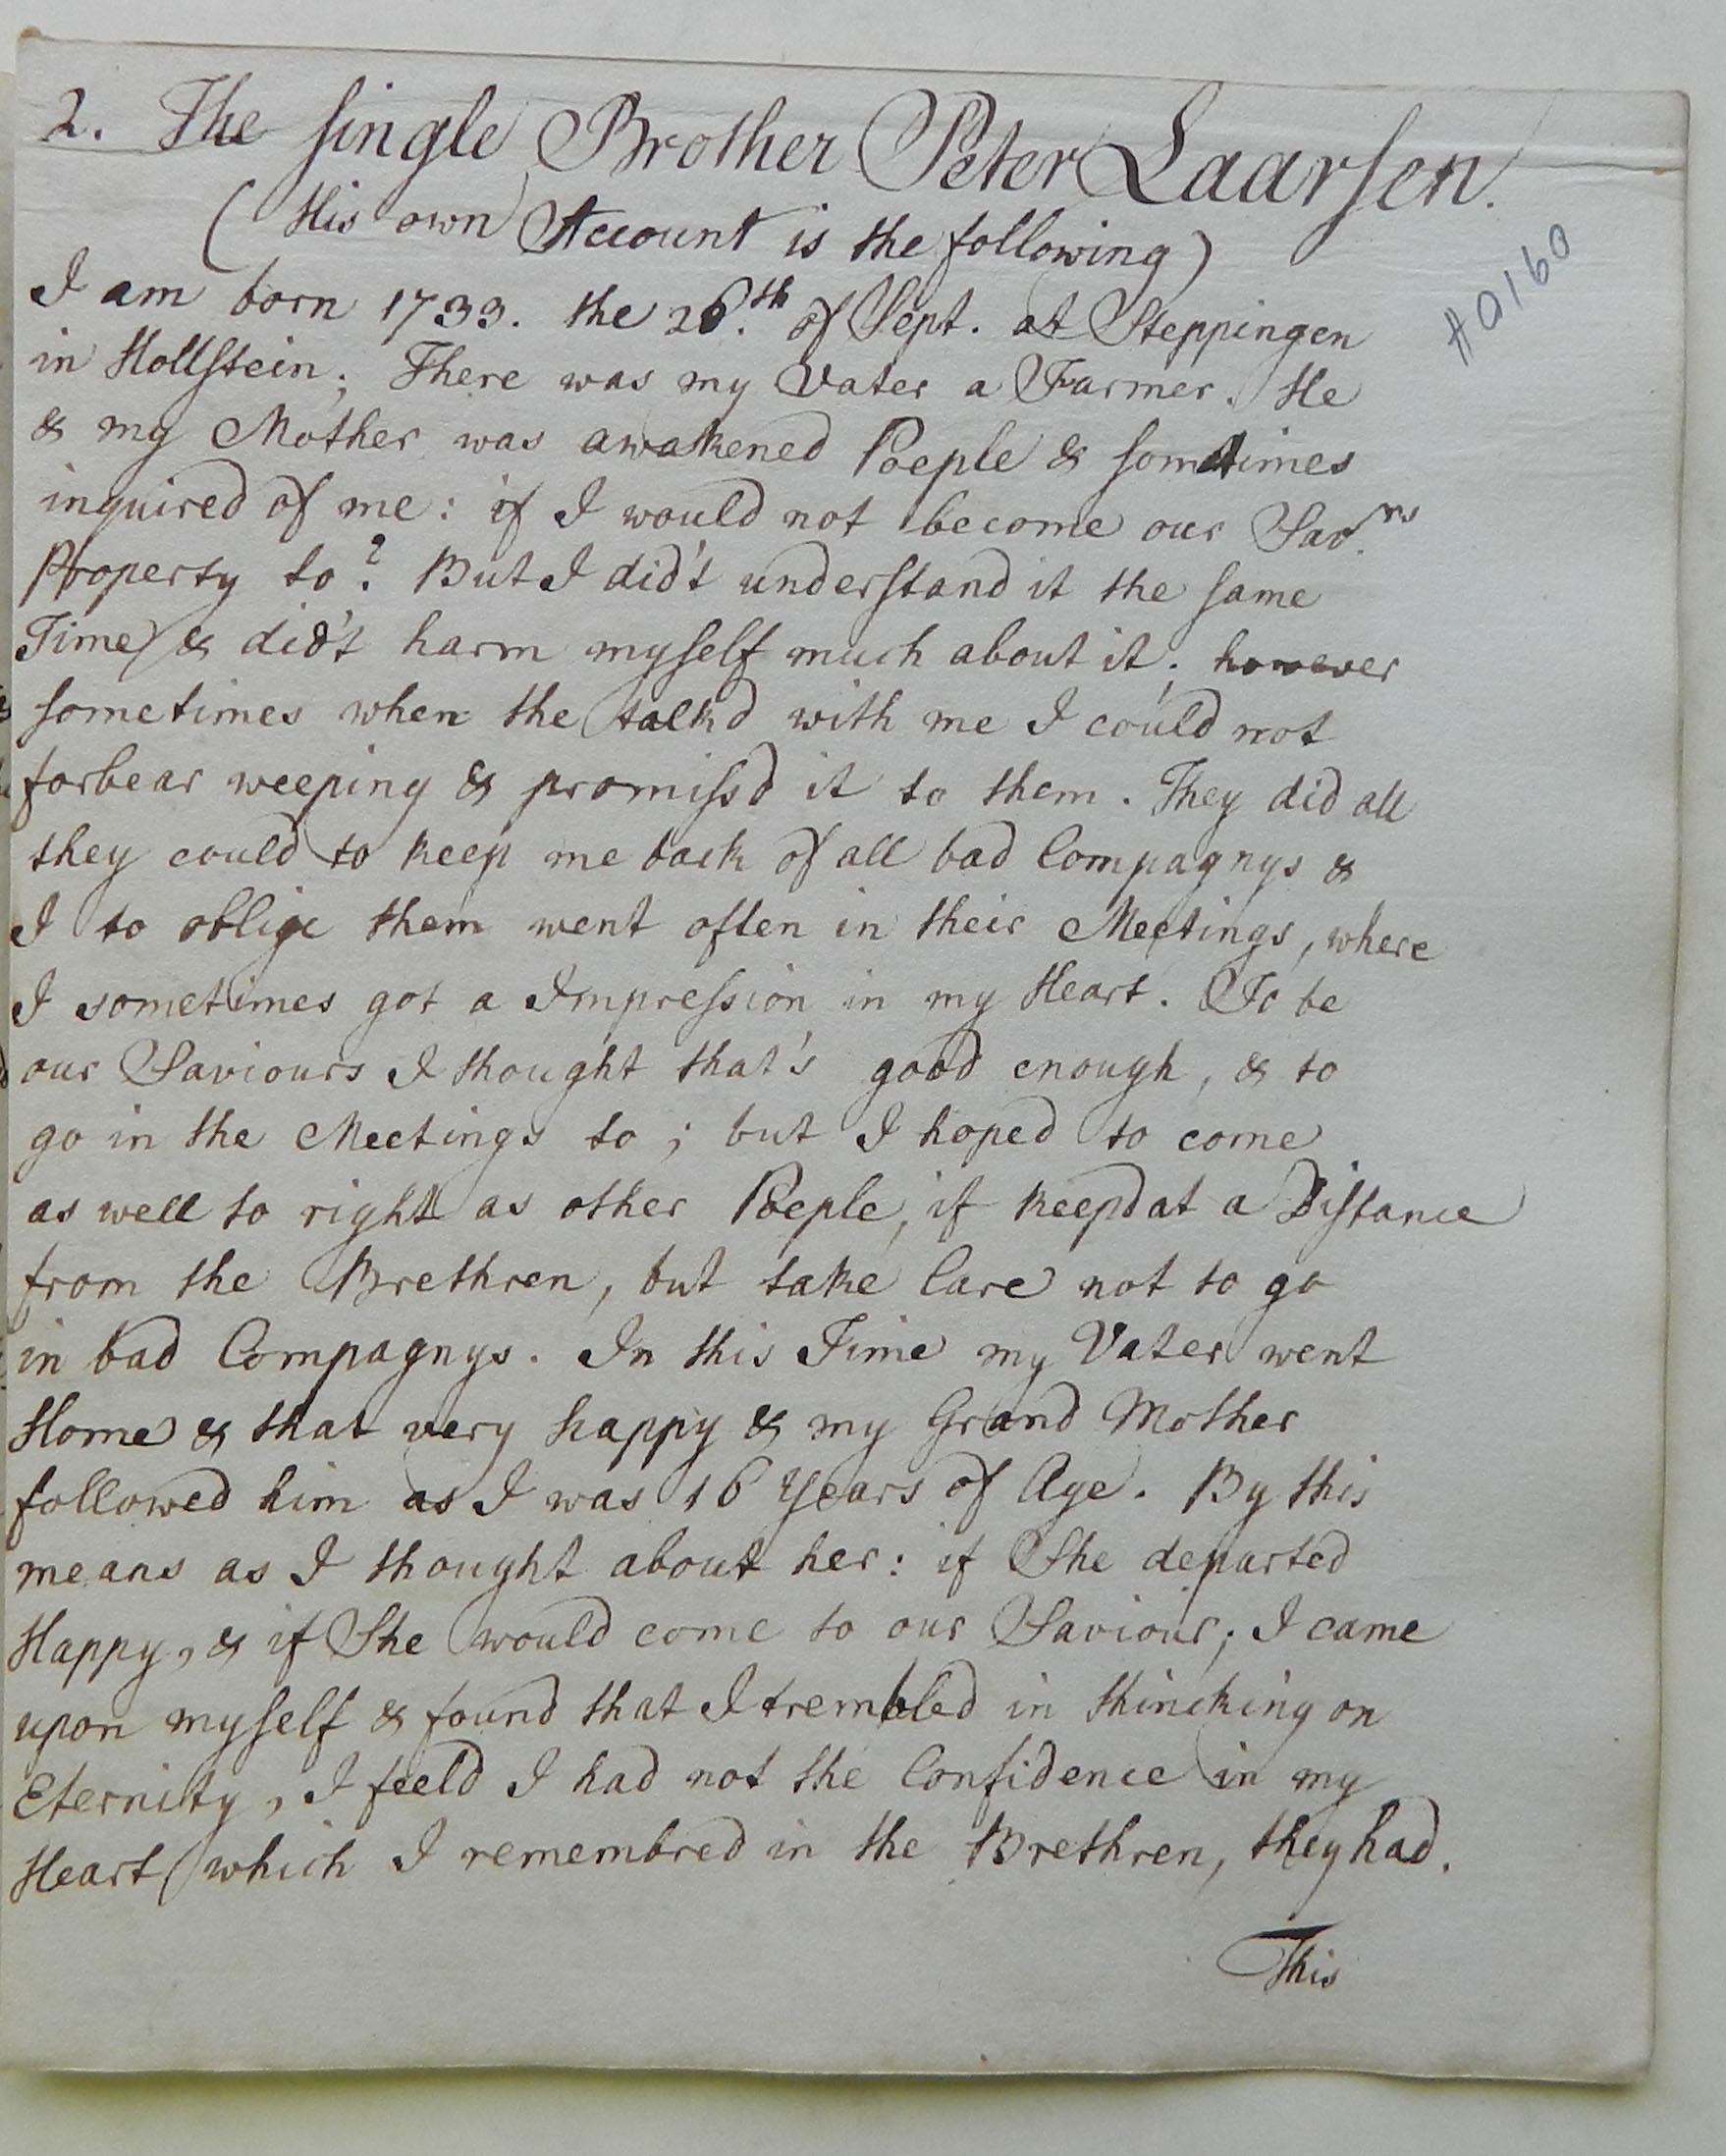 2. The single Brother Peter Laarsen.
(His own Account is the following)
#0160
I am born 1733. the 26.th of Sept. at Steppingen
in Hollstein; There was my Vater a Farmer. He
& my Mother was awakened Poeple & sometimes
inquired of me: if I would not become our Sav.rs
Property to? But I did't understand it the same
Time & did't harm myself much about it; however
sometimes when the talk'd with me I could not
forbear weeping & promiss'd it to them. They did all
they could to keep me back of all bad Compagnys &
I to oblige them went often in their Meetings, where
I sometimes got a Impression in my Heart. To be
our Saviours I thought that's good enough, & to
go in the Meetings to; but I hoped to come
as well to right as other Poeple, if keepd at a Distance
from the Brethren, but take Care not to go
in bad Compagnys. In this Time my Vater went
Home & that very happy & my Grand Mother
followed him as I was 16 Years of Age. By this
means as I thought about her: if She departed
Happy, & if She would come to our Saviour; I came
upon myself & found that I trembled in thincking on
Eternity, I feeld I had not the Confidence in my
Heart which I remembred in the Brethren, they had.
This